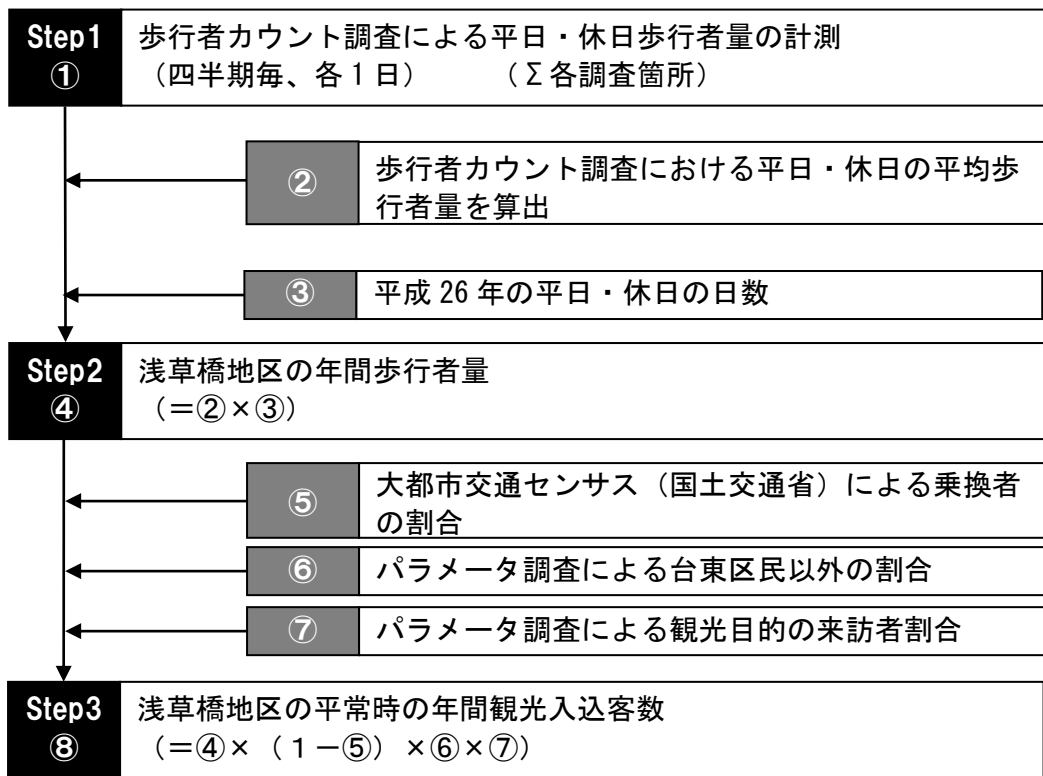 Step1
①
歩行者カウント調査による平日・休日歩行者量の計測
（四半期毎、各１日）　　　（Σ各調査箇所）
②
歩行者カウント調査における平日・休日の平均歩
行者量を算出
③
平成 26 年の平日・休日の日数
Step2
④
浅草橋地区の年間歩行者量
（＝②×③）
⑤
大都市交通センサス（国土交通省）による乗換者
の割合
⑥
パラメータ調査による台東区民以外の割合
⑦
パラメータ調査による観光目的の来訪者割合
Step3
⑧
浅草橋地区の平常時の年間観光入込客数
（＝④×（１－⑤）×⑥×⑦）